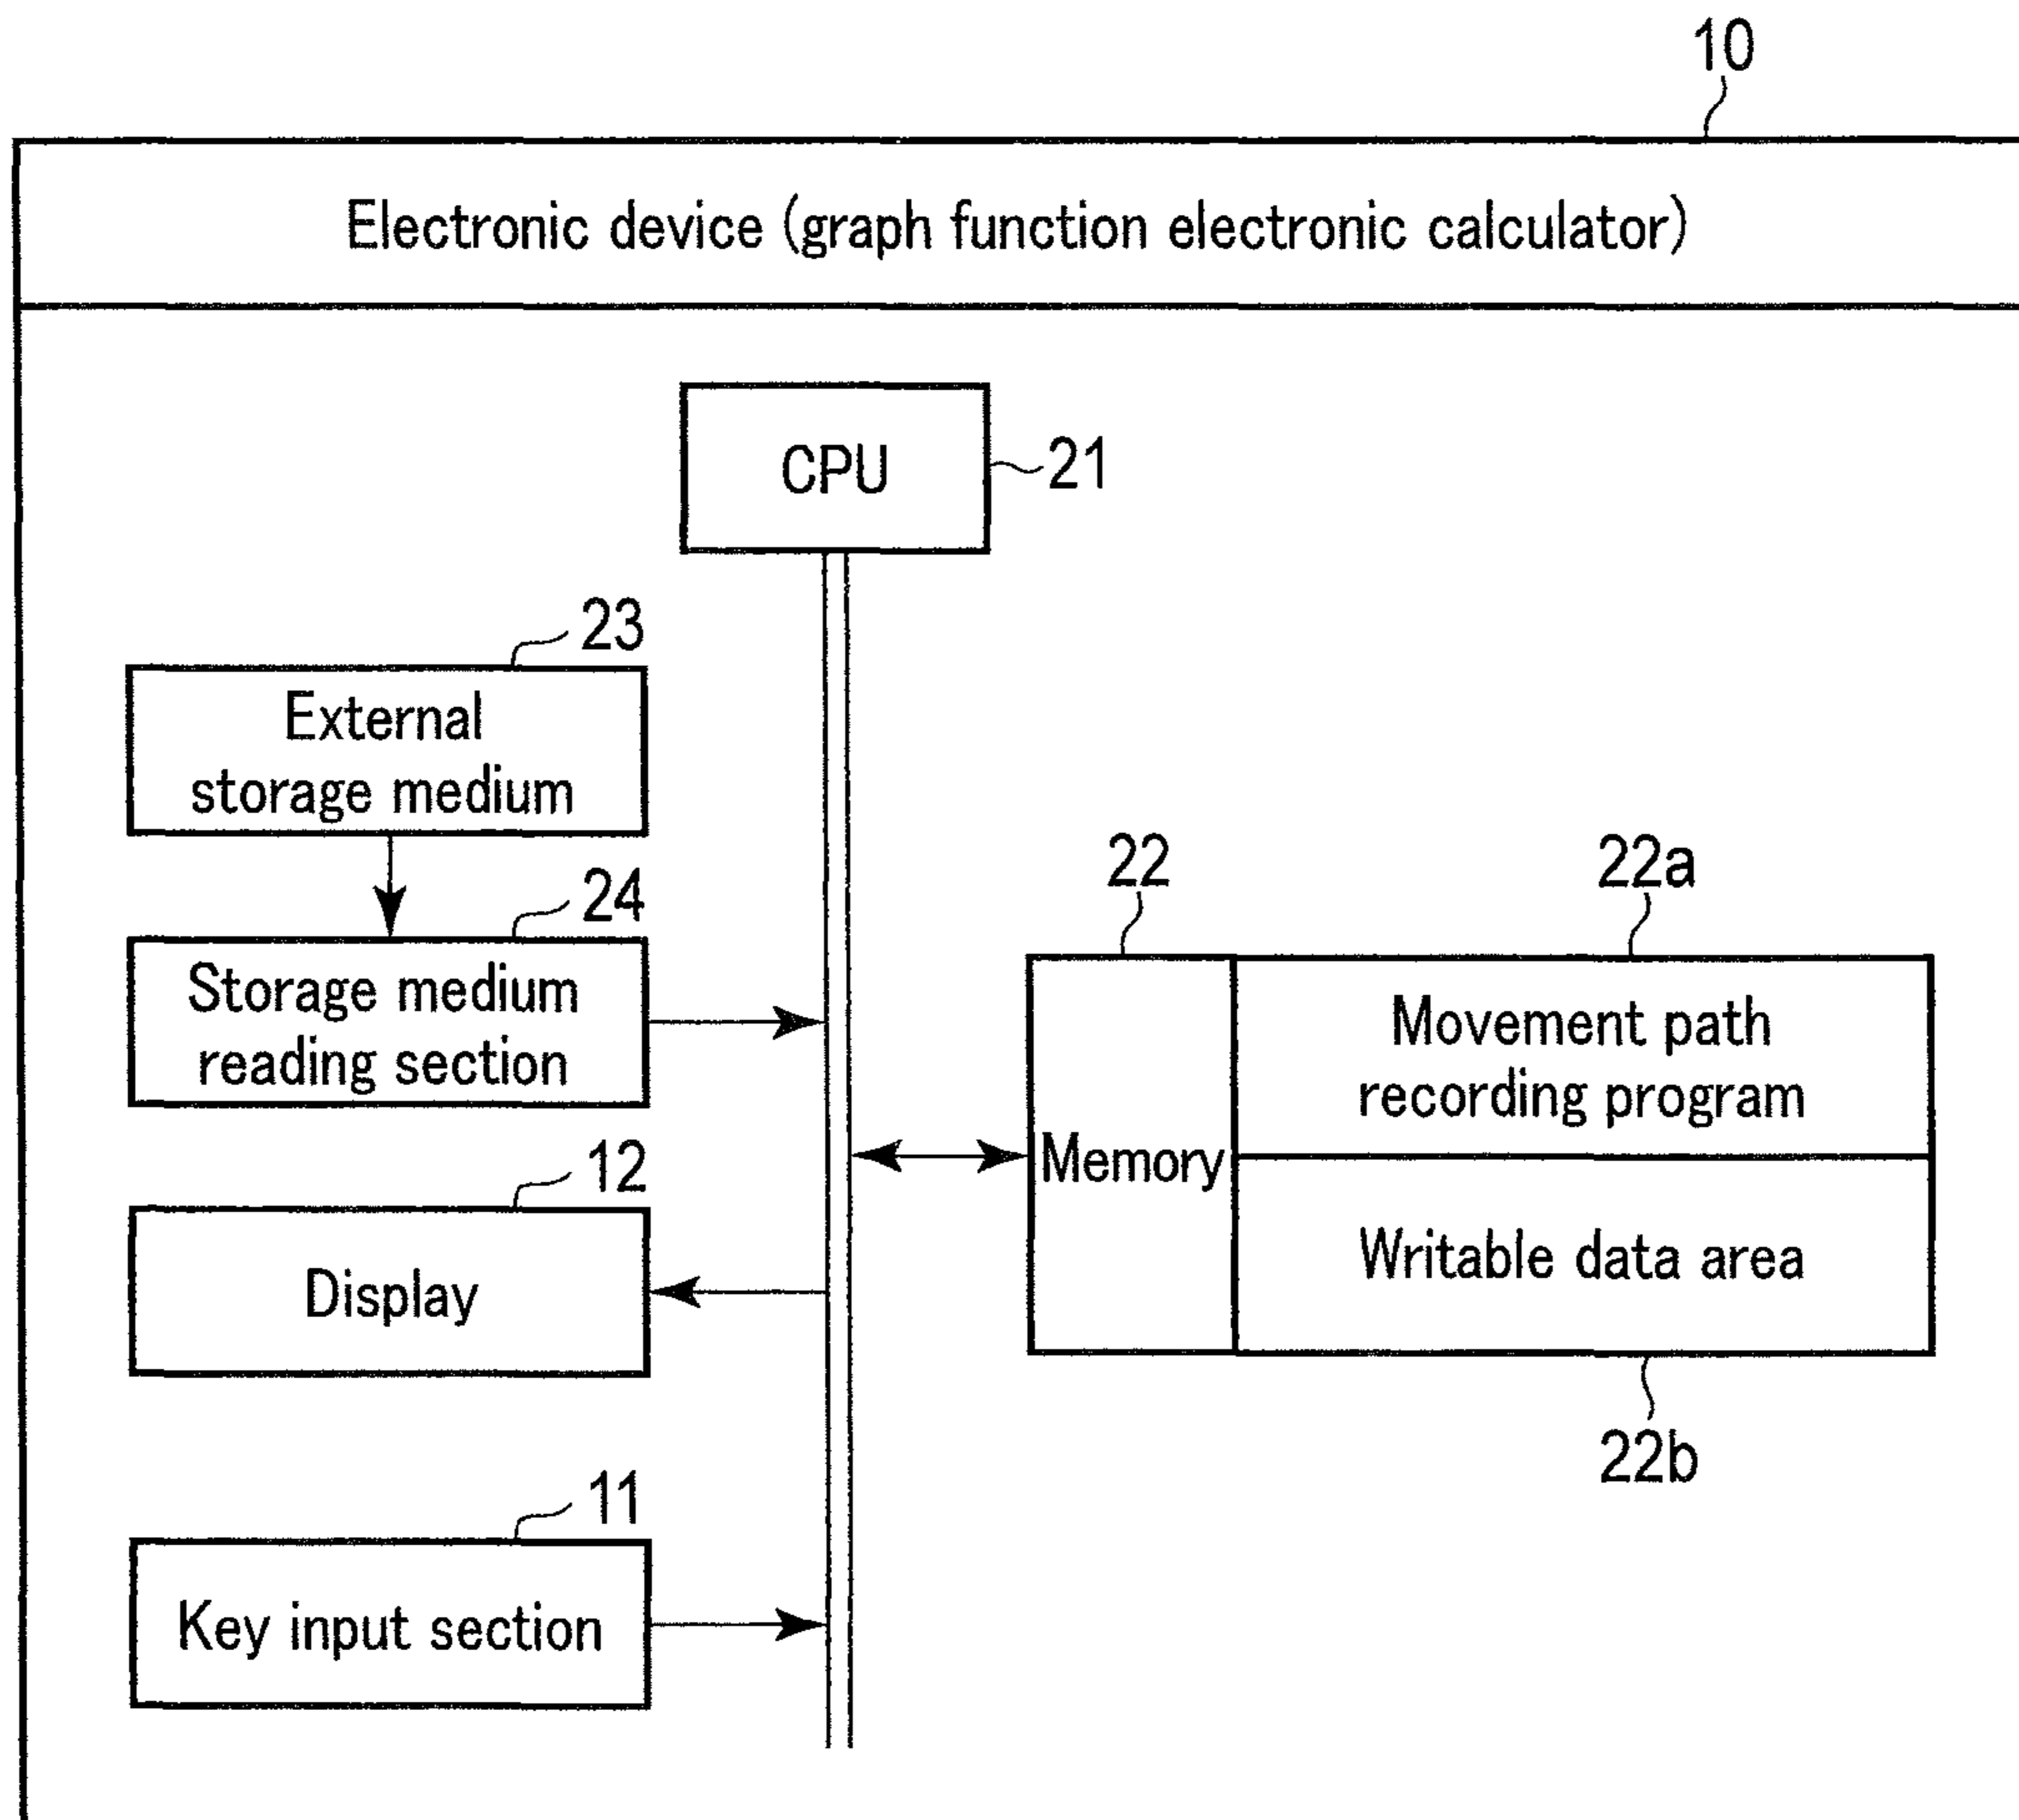 10
Electronic device (graph function electronic calculator)
CPU
21
23
External
storage medium
24
Storage medium
reading section
22
22a
Memory
Movement path
recording program
Writable data area
22b
12
Display
11
Key input section